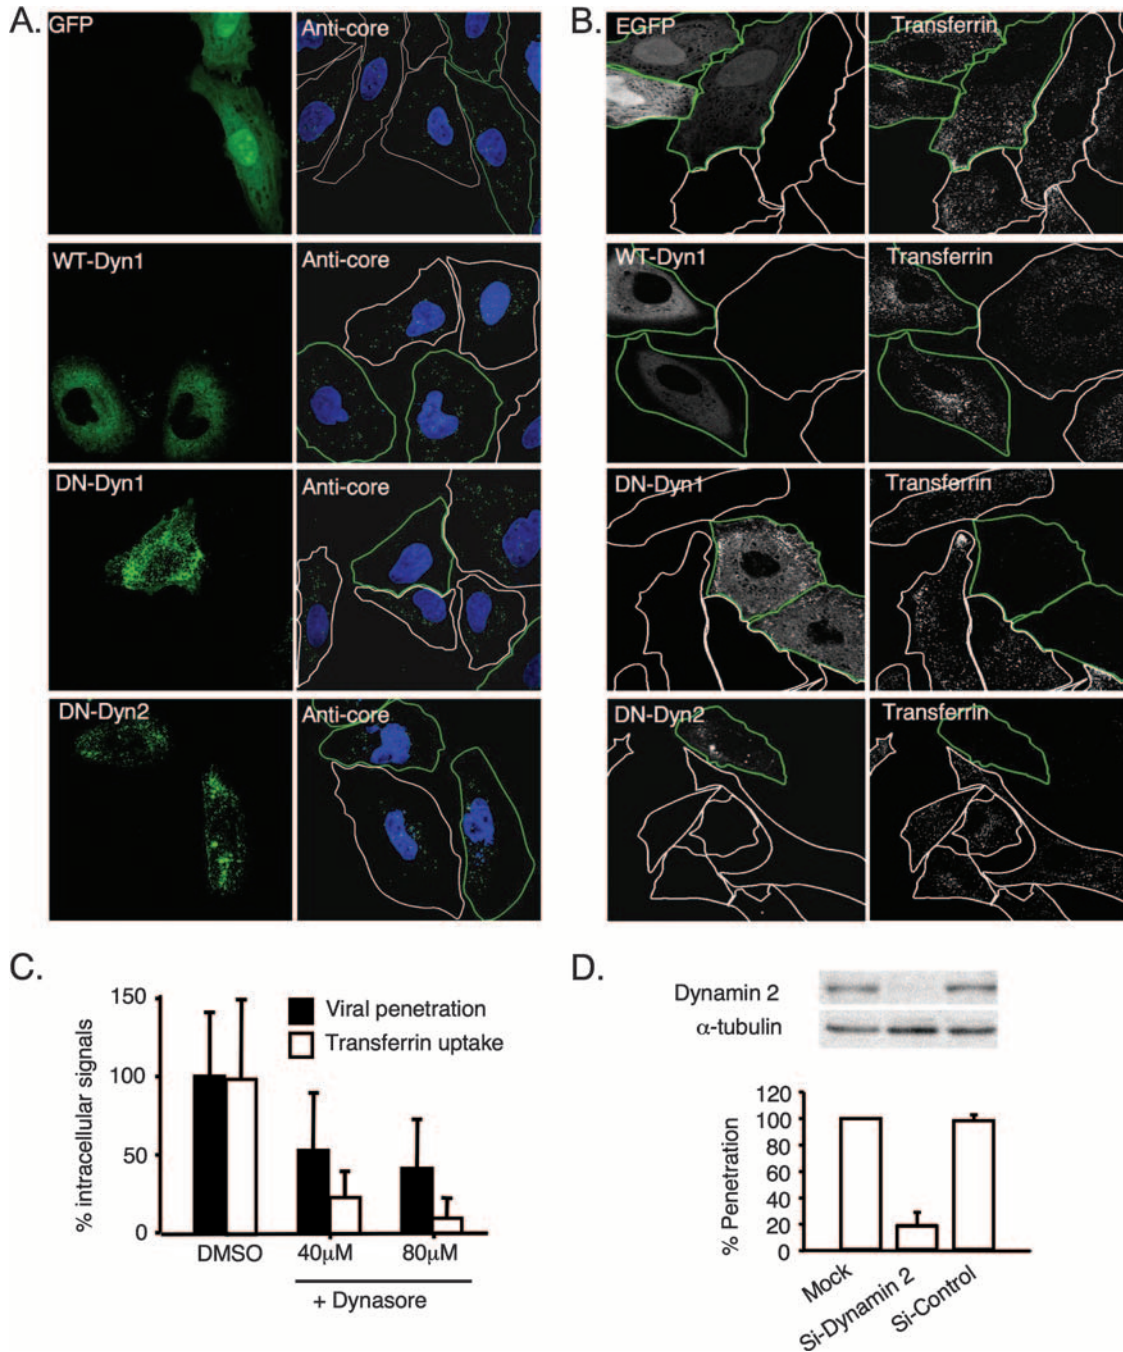 A.
GFP
Anti-core
WT-Dyn1
Anti-core
DN-Dyn1
Anti-core
DN-Dyn2
Anti-core
B.
EGFP
Transferrin
WT-Dyn1
Transferrin
DN-Dyn1
Transferrin
DN-Dyn2
Transferrin
C.
% intracellular signals
150
100
50
0
Viral penetration
Transferrin uptake
DMSO
40μM
80μM
+ Dynasore
D.
Dynamin 2
α-tubulin
% Penetration
120
100
80
60
40
20
0
Mock
Si-Dynamin 2
Si-Control